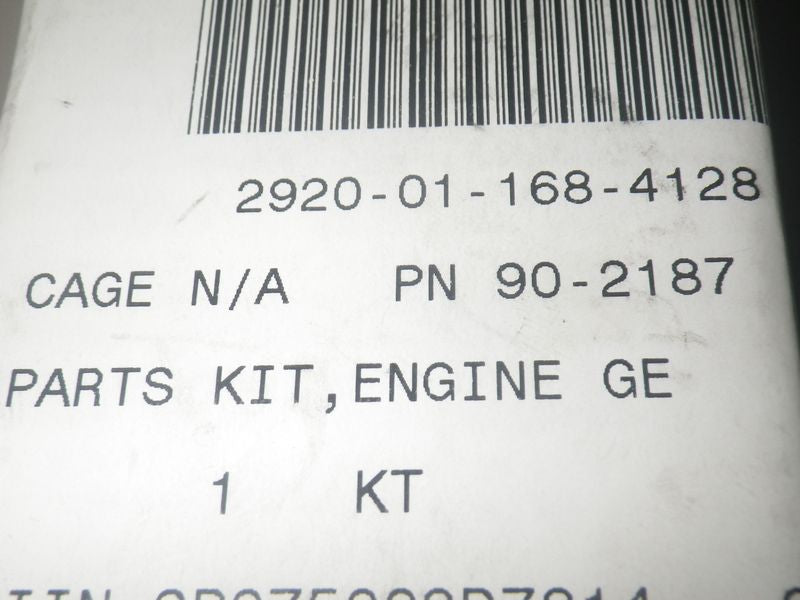 2920-01-168-4128
CAGE N/A PN 90-2187
PARTS KIT,ENGINE GE
1 KT